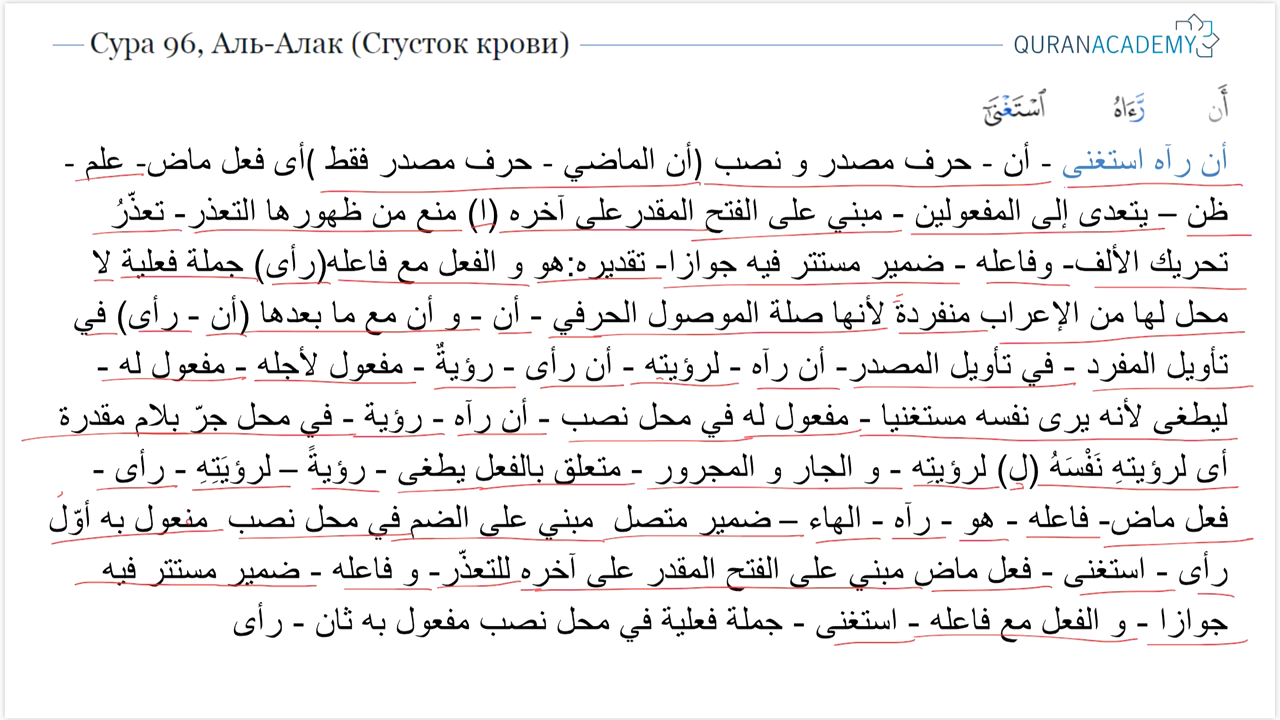 Сура 96, Аль-Алак (Сгусток крови)
QURANACADEMY
أَن رَّءَاهُ ٱسْتَغْنَىٰٓ
أن رآه استغنى - أن - حرف مصدر و نصب (أن الماضي - حرف مصدر فقط )أى فعل ماض- علم -
ظن – يتعدى إلى المفعولين - مبني على الفتح المقدرعلى آخره (ا) منع من ظهورها التعذر- تعذّرُ
تحريك الألف- وفاعله - ضمير مستتر فيه جوازا- تقديره:هو و الفعل مع فاعله(رأى) جملة فعلية لا
محل لها من الإعراب منفردةً لأنها صلة الموصول الحرفي - أن - و أن مع ما بعدها (أن - رأى) في
تأويل المفرد - في تأويل المصدر- أن رآه - لرؤيته - أن رأى - رؤيةٌ - مفعول لأجله - مفعول له -
ليطغى لأنه يرى نفسه مستغنيا - مفعول له في محل نصب - أن رآه - رؤية - في محل جرّ بلام مقدرة
أى لرؤيتهِ نَفْسَهُ (ل) لرؤيتِه - و الجار و المجرور - متعلق بالفعل يطغى - رؤيةً – لرؤيَتِهِ - رأى -
فعل ماض- فاعله - هو - رآه - الهاء – ضمير متصل مبني على الضم في محل نصب مفعول به أوّل
رأى - استغنى - فعل ماض مبني على الفتح المقدر على آخره للتعذّر- و فاعله - ضمير مستتر فيه
جوازا - و الفعل مع فاعله - استغنى - جملة فعلية في محل نصب مفعول به ثان - رأى